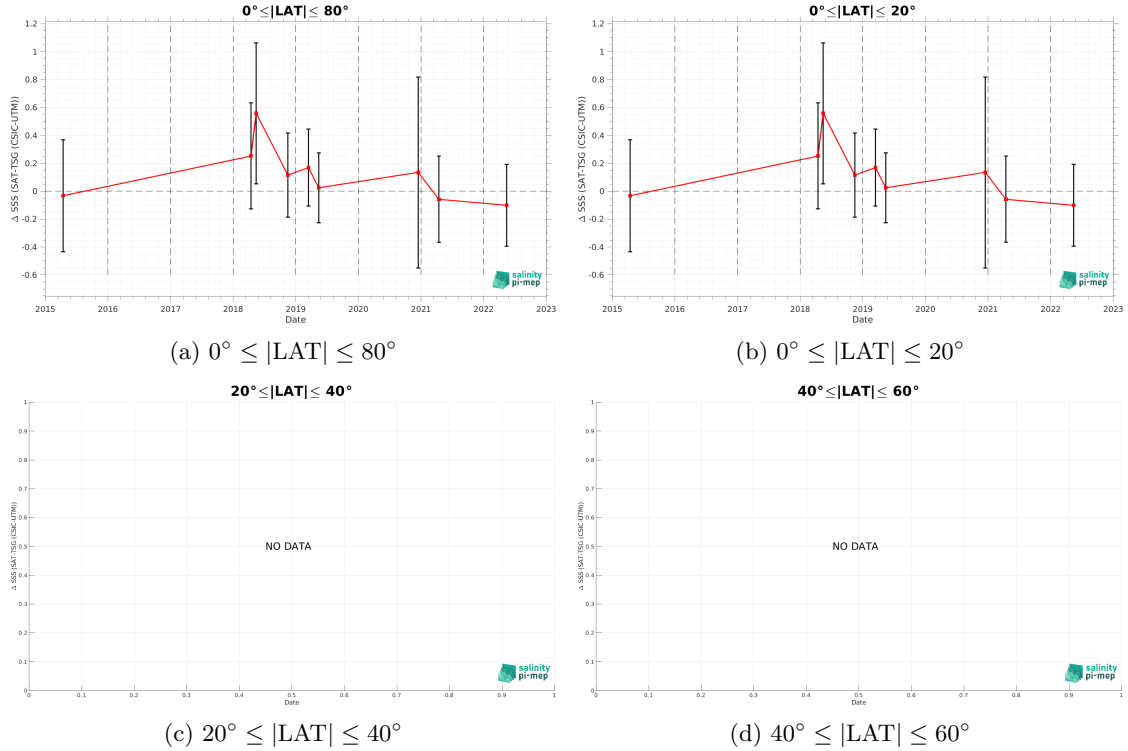 0°≤|LAT|≤ 80°
Δ SSS (SAT-TSG (CSIC-UTM))
1.2
1
0.8
0.6
0.4
0.2
0
-0.2
-0.4
-0.6
2015 2016 2017 2018 2019 2020 2021 2022 2023
Date
salinity
pi-mep
(a) 0° ≤ |LAT| ≤ 80°
0°≤|LAT|≤ 20°
Δ SSS (SAT-TSG (CSIC-UTM))
1.2
1
0.8
0.6
0.4
0.2
0
-0.2
-0.4
-0.6
2015 2016 2017 2018 2019 2020 2021 2022 2023
Date
salinity
pi-mep
(b) 0° ≤ |LAT| ≤ 20°
20°≤|LAT|≤ 40°
Δ SSS (SAT-TSG (CSIC-UTM))
1
0.9
0.8
0.7
0.6
0.5
0.4
0.3
0.2
0.1
0
NO DATA
0 0.1 0.2 0.3 0.4 0.5 0.6 0.7 0.8 0.9 1
Date
salinity
pi-mep
(c) 20° ≤ |LAT| ≤ 40°
40°≤|LAT|≤ 60°
Δ SSS (SAT-TSG (CSIC-UTM))
1
0.9
0.8
0.7
0.6
0.5
0.4
0.3
0.2
0.1
0
NO DATA
0 0.1 0.2 0.3 0.4 0.5 0.6 0.7 0.8 0.9 1
Date
salinity
pi-mep
(d) 40° ≤ |LAT| ≤ 60°